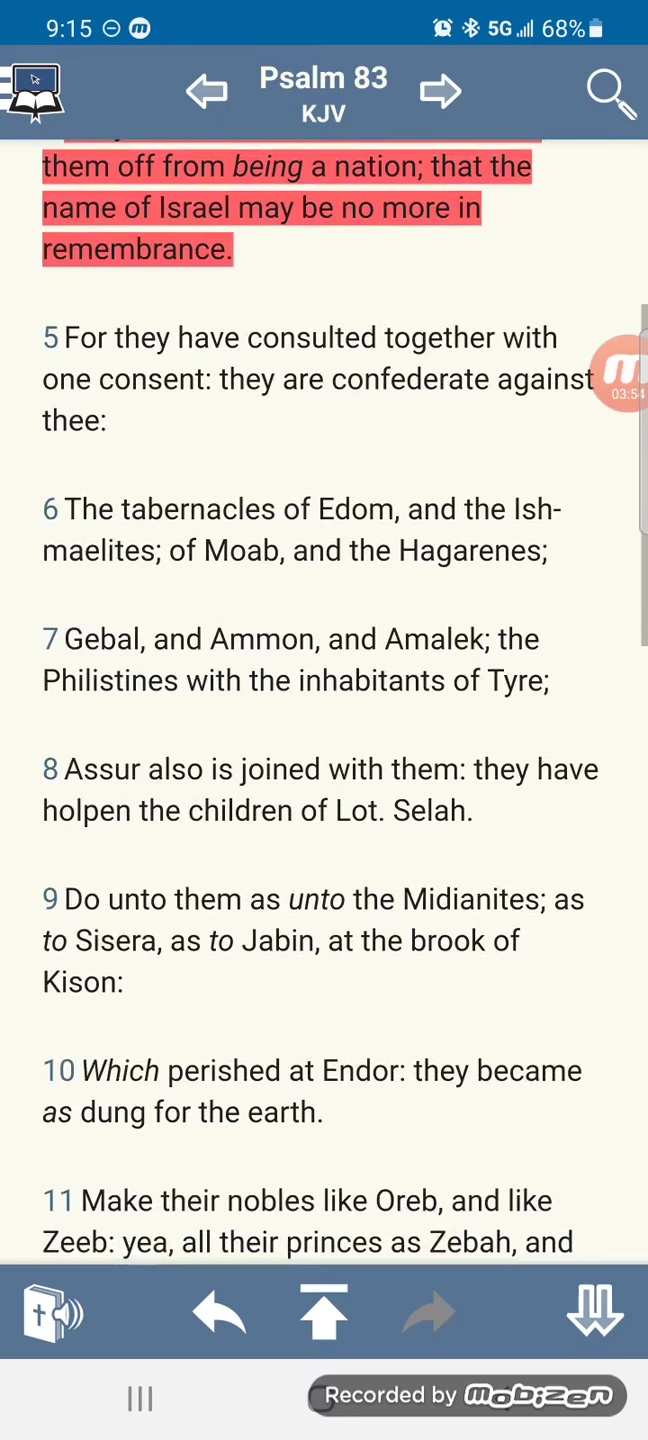 9:15
5G 68%
Psalm 83
KJV
them off from being a nation; that the
name of Israel may be no more in
remembrance.
5 For they have consulted together with
one consent: they are confederate against
thee:
03:54
6 The tabernacles of Edom, and the Ish-
maelites; of Moab, and the Hagarenes;
7 Gebal, and Ammon, and Amalek; the
Philistines with the inhabitants of Tyre;
8 Assur also is joined with them: they have
holpen the children of Lot. Selah.
9 Do unto them as unto the Midianites; as
to Sisera, as to Jabin, at the brook of
Kison:
10 Which perished at Endor: they became
as dung for the earth.
11 Make their nobles like Oreb, and like
Zeeb: yea, all their princes as Zebah, and
Recorded by mobizen